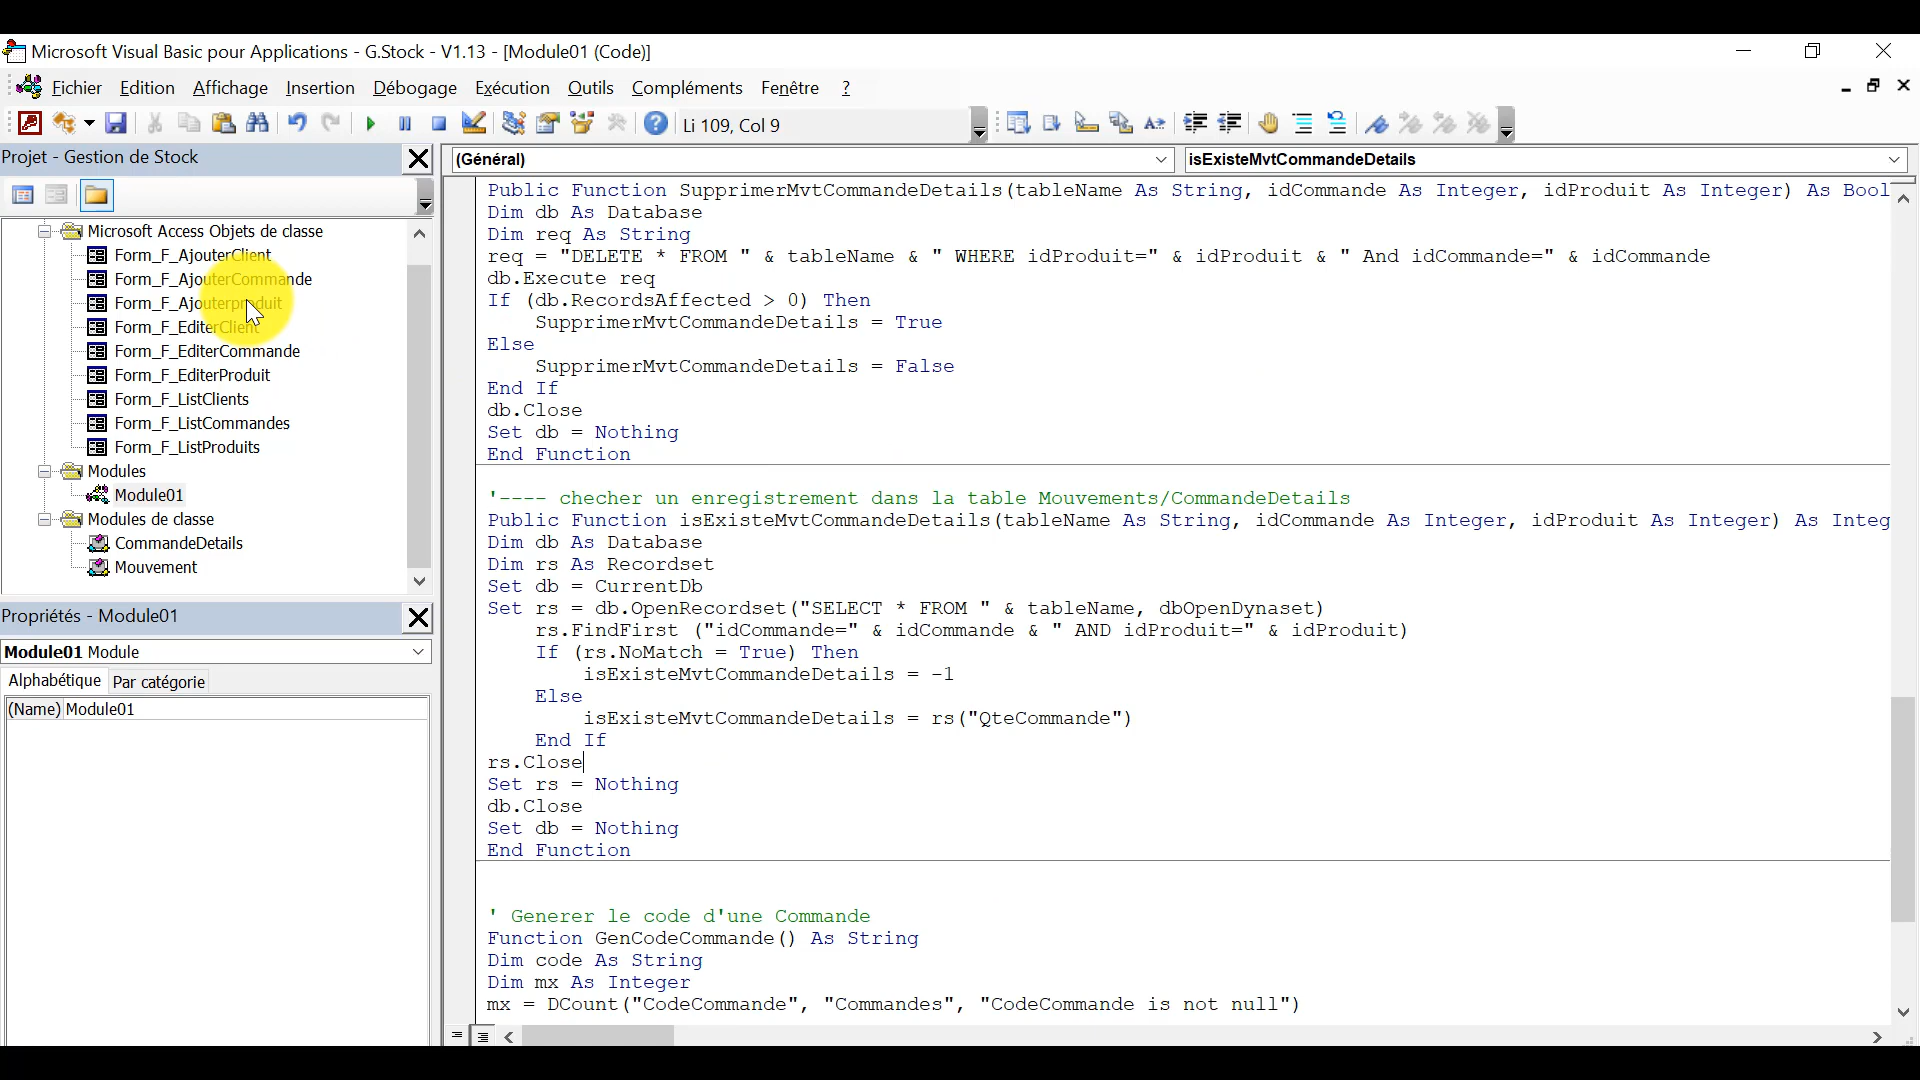 Microsoft Visual Basic pour Applications - G.Stock - V1.13 - [Module01 (Code)]
Fichier Edition Affichage Insertion Débogage Exécution Outils Compléments Fenêtre ?
Li 109, Col 9
Projet - Gestion de Stock
Microsoft Access Objets de classe
Form_F_AjouterClient
Form_F_AjouterCommande
Form_F_Ajouterproduit
Form_F_EditerClient
Form_F_EditerCommande
Form_F_EditerProduit
Form_F_ListClients
Form_F_ListCommandes
Form_F_ListProduits
Modules
Module01
Modules de classe
CommandeDetails
Mouvement
Propriétés - Module01
Module01 Module
Alphabétique Par catégorie
(Name) Module01
(Général) isExisteMvtCommandeDetails
Public Function SupprimerMvtCommandeDetails(tableName As String, idCommande As Integer, idProduit As Integer) As Bool
Dim db As Database
Dim req As String
req = "DELETE * FROM " & tableName & " WHERE idProduit=" & idProduit & " And idCommande=" & idCommande
db.Execute req
If (db.RecordsAffected > 0) Then
SupprimerMvtCommandeDetails = True
Else
SupprimerMvtCommandeDetails = False
End If
db.Close
Set db = Nothing
End Function
'---- checher un enregistrement dans la table Mouvements/CommandeDetails
Public Function isExisteMvtCommandeDetails(tableName As String, idCommande As Integer, idProduit As Integer) As Integ
Dim db As Database
Dim rs As Recordset
Set db = CurrentDb
Set rs = db.OpenRecordset("SELECT * FROM " & tableName, dbOpenDynaset)
rs.FindFirst ("idCommande=" & idCommande & " AND idProduit=" & idProduit)
If (rs.NoMatch = True) Then
isExisteMvtCommandeDetails = -1
Else
isExisteMvtCommandeDetails = rs("QteCommande")
End If
rs.Close
Set rs = Nothing
db.Close
Set db = Nothing
End Function
' Generer le code d'une Commande
Function GenCodeCommande() As String
Dim code As String
Dim mx As Integer
mx = DCount("CodeCommande", "Commandes", "CodeCommande is not null")